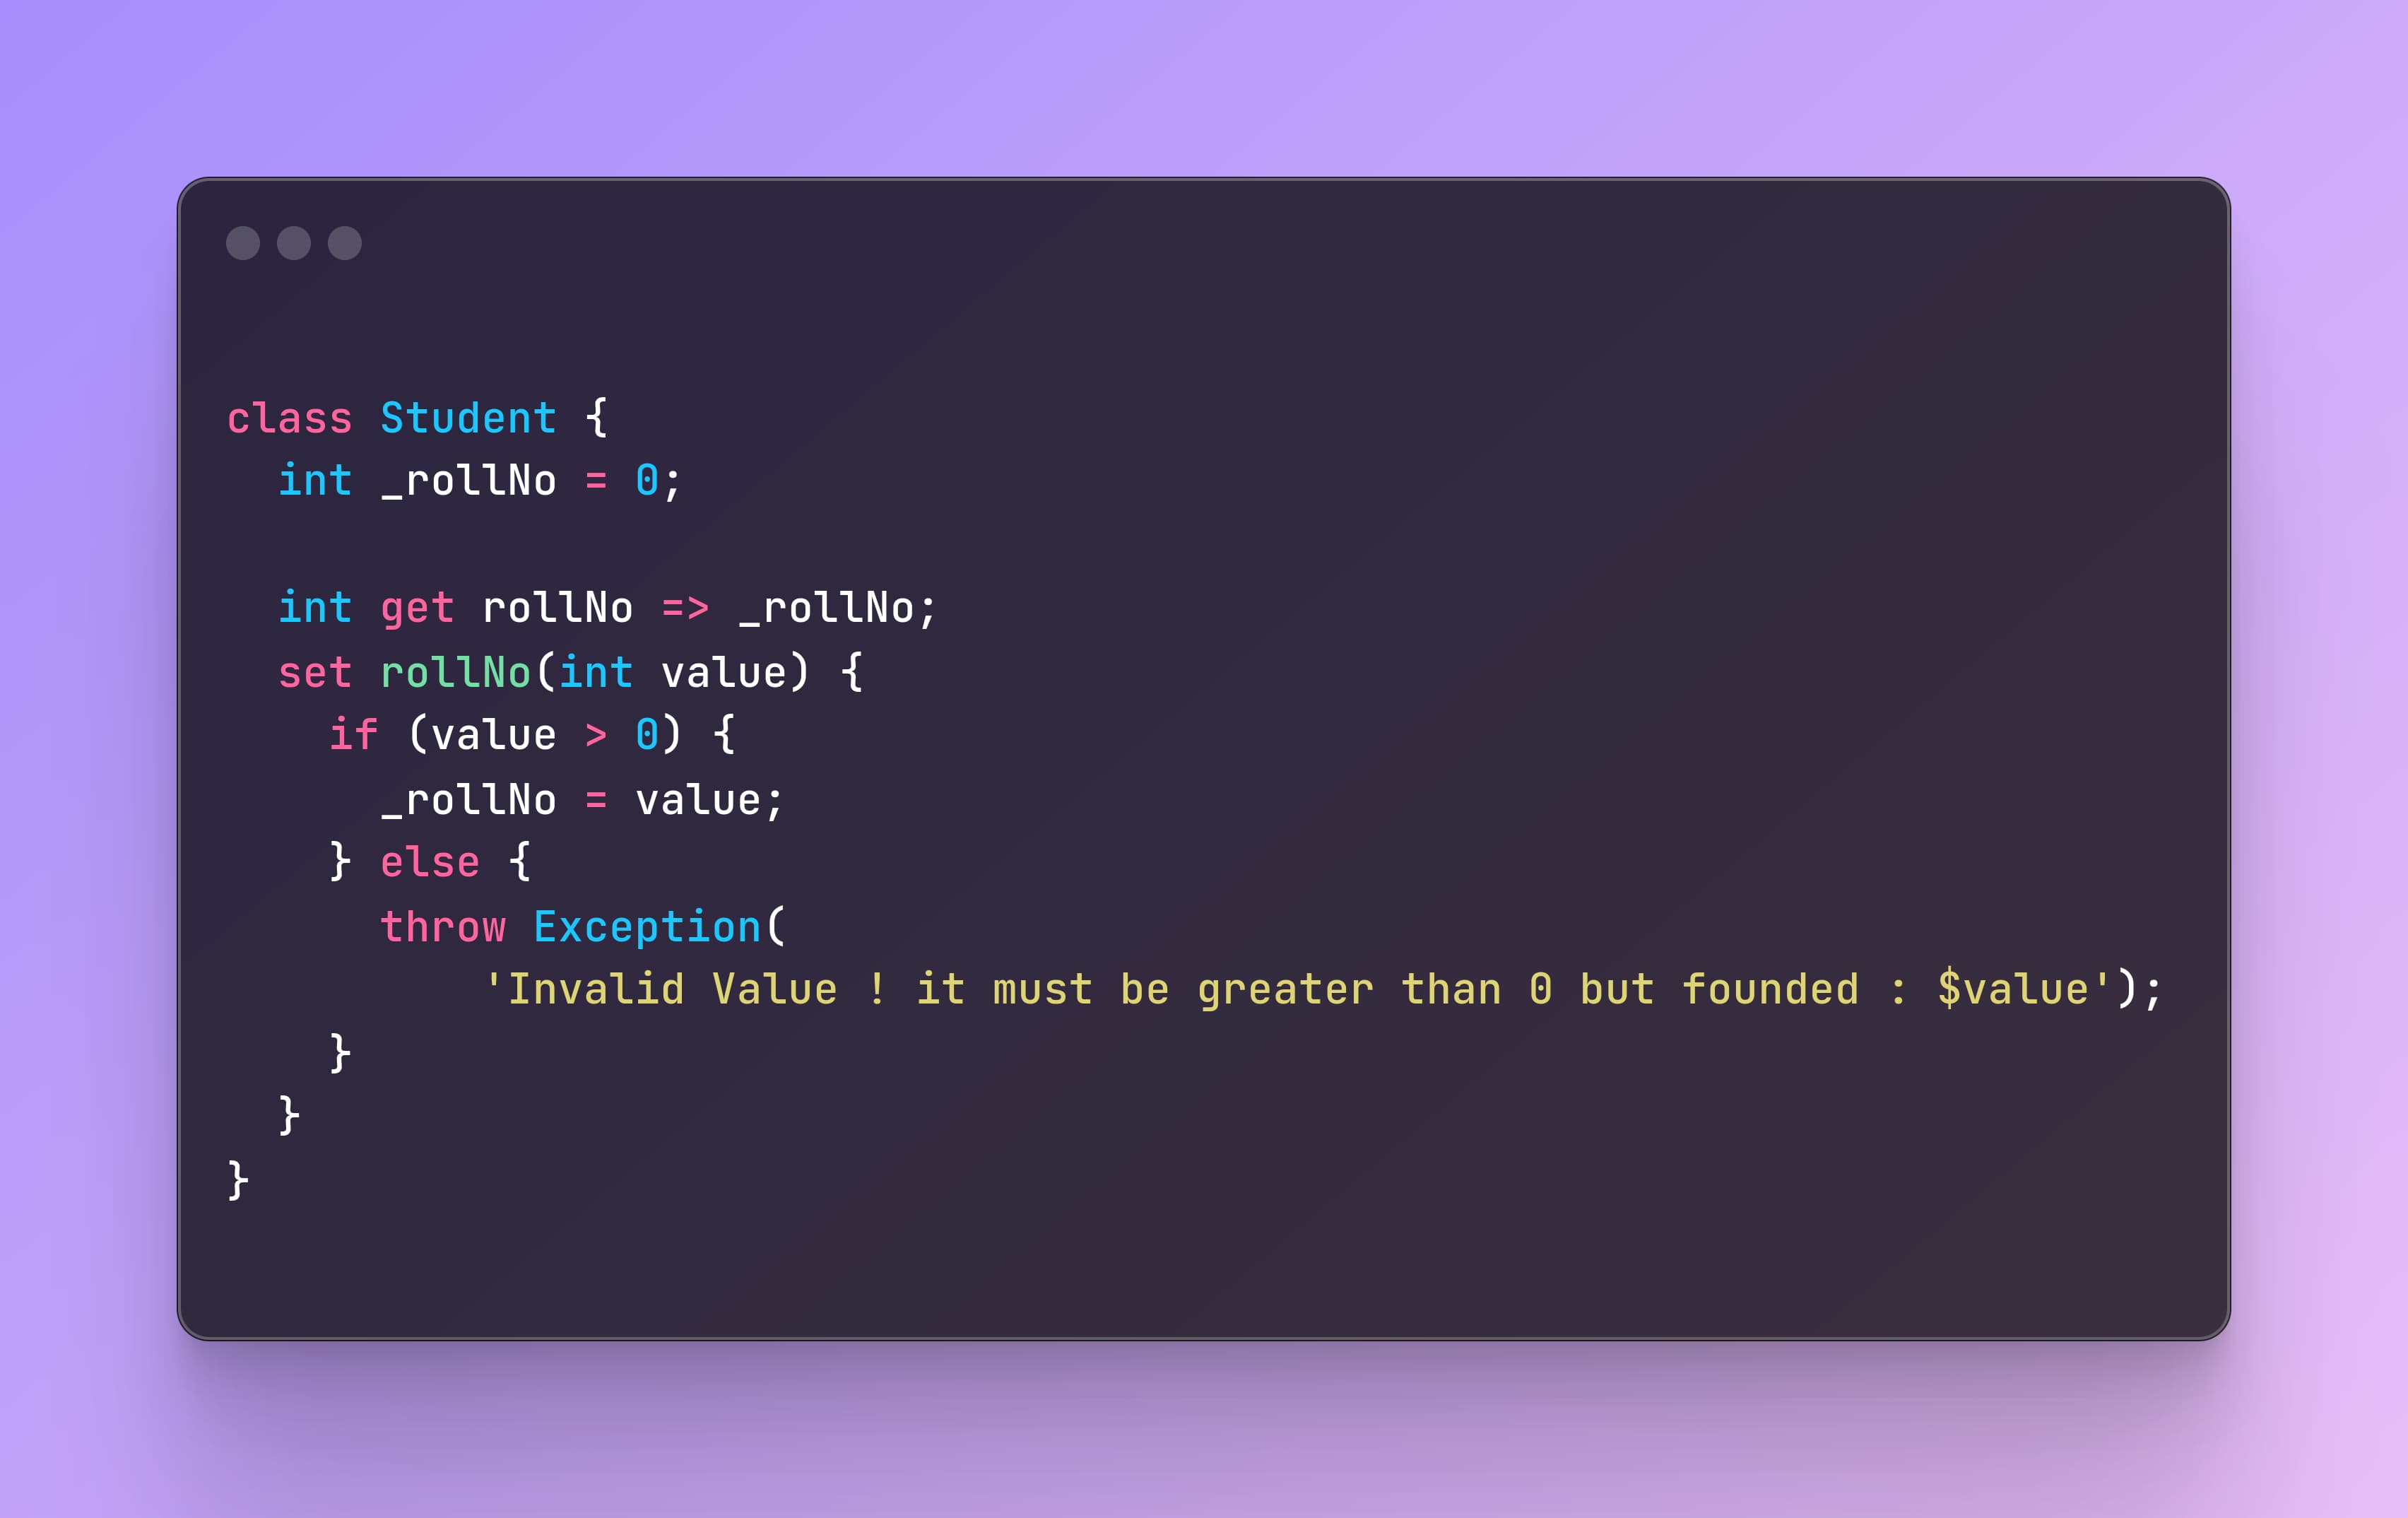 class Student {
  int _rollNo = 0;

  int get rollNo => _rollNo;
  set rollNo(int value) {
    if (value > 0) {
      _rollNo = value;
    } else {
      throw Exception(
          'Invalid Value ! it must be greater than 0 but founded : $value');
    }
  }
}